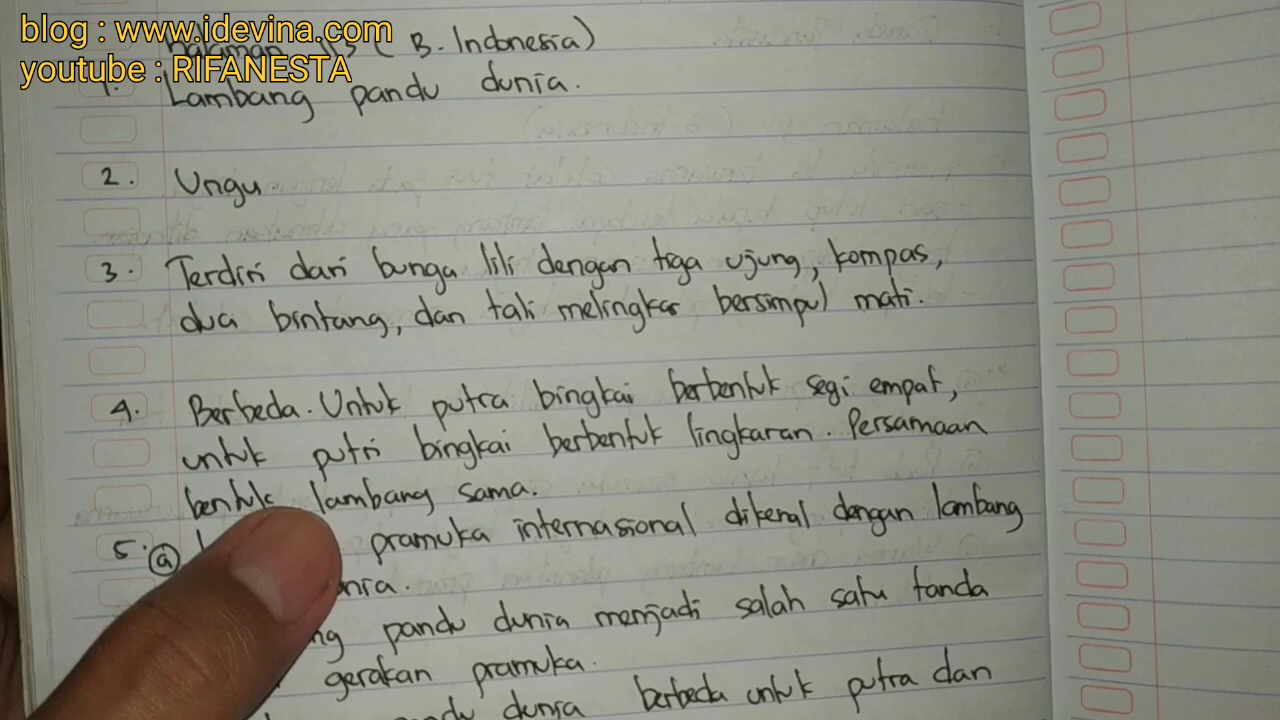 blog : www.idevina.com
youtube : RIFANESTA
halaman 113 ( B. Indonesia)
1. Lambang pandu dunia.
2. Ungu
3. Terdiri dari bunga lili dengan tiga ujung, kompas,
dua bintang, dan tali melingkar bersimpul mati.
4. Berbeda. Untuk putra bingkai berbentuk segi empat,
untuk putri bingkai berbentuk lingkaran. Persamaan
bentuk lambang sama.
5. a pramuka internasional dikenal dengan lambang
pandu dunia menjadi salah satu tanda
gerakan pramuka.
dunia berbeda untuk putra dan